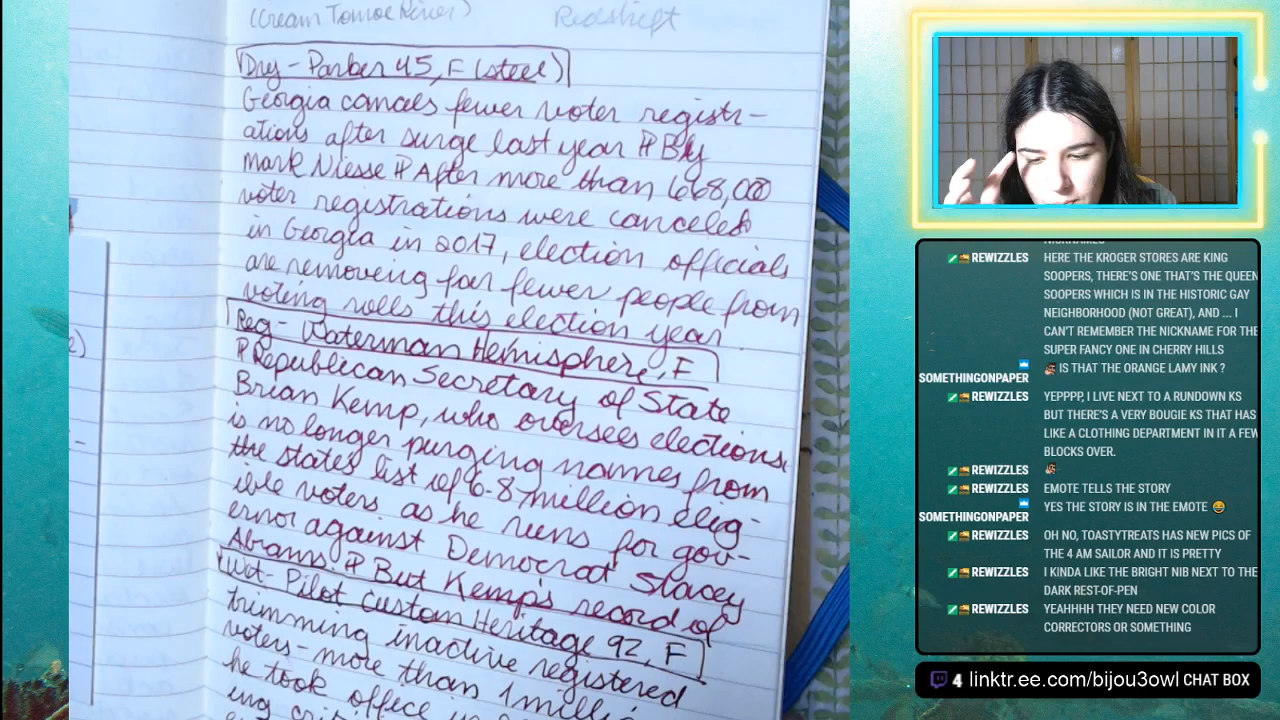 (Cream Tomoe River) Redshift
Dry - Parker 45, F (steel)
Georgia cancels fewer voter registr-
ations after surge last year ¶ By
Mark Niesse ¶ After more than 668,000
voter registrations were canceled
in Georgia in 2017, election officials
are removing far fewer people from
voting rolls this election year.
Reg - Waterman Hemisphere, F
¶ Republican Secretary of State
Brian Kemp, who oversees elections,
is no longer purging names from
the states list of 6.8 million elig-
ible voters as he runs for gov-
ernor against Democrat Stacey
Abrams. ¶ But Kemp's record of
Wet - Pilot Custom Heritage 92, F
trimming inactive registered
voters - more than 1 millio
he took office
ing
NICKNAMES
REWIZZLES HERE THE KROGER STORES ARE KING
SOOPERS, THERE'S ONE THAT'S THE QUEEN
SOOPERS WHICH IS IN THE HISTORIC GAY
NEIGHBORHOOD (NOT GREAT), AND ... I
CAN'T REMEMBER THE NICKNAME FOR THE
SUPER FANCY ONE IN CHERRY HILLS
SOMETHINGONPAPER IS THAT THE ORANGE LAMY INK ?
REWIZZLES YEPPPP, I LIVE NEXT TO A RUNDOWN KS
BUT THERE'S A VERY BOUGIE KS THAT HAS
LIKE A CLOTHING DEPARTMENT IN IT A FEW
BLOCKS OVER.
REWIZZLES
REWIZZLES EMOTE TELLS THE STORY
SOMETHINGONPAPER YES THE STORY IS IN THE EMOTE 😅
REWIZZLES OH NO, TOASTYTREATS HAS NEW PICS OF
THE 4 AM SAILOR AND IT IS PRETTY
REWIZZLES I KINDA LIKE THE BRIGHT NIB NEXT TO THE
DARK REST-OF-PEN
REWIZZLES YEAHHHH THEY NEED NEW COLOR
CORRECTORS OR SOMETHING
4 linktr.ee.com/bijou3owl CHAT BOX